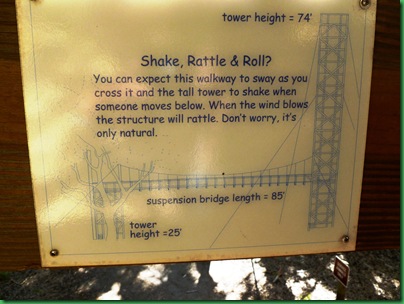 tower height = 74'
Shake, Rattle & Roll?
You can expect this walkway to sway as you
cross it and the tall tower to shake when
someone moves below. When the wind blows
the structure will rattle. Don't worry, it's
only natural.
suspension bridge length = 85'
tower
height =25'